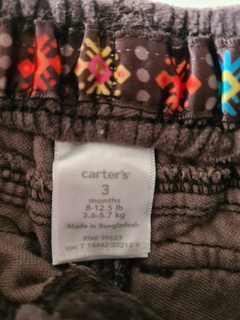 carter's
3
months
8-12.5 lb
3.6-5.7 kg
Made in Bangladesh